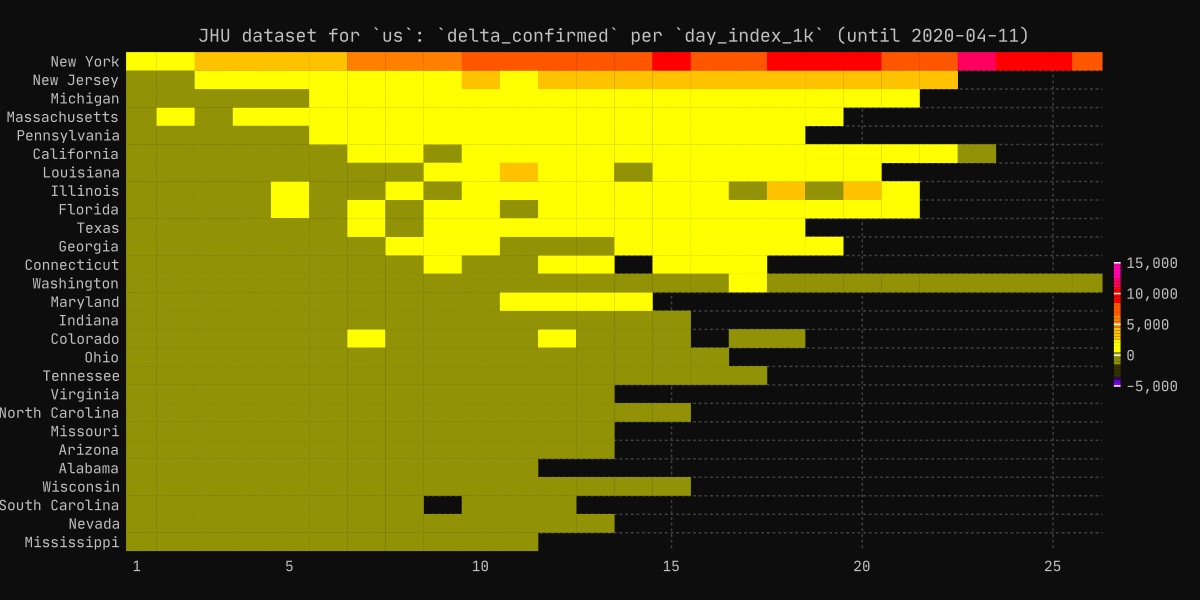 JHU dataset for `us`: `delta_confirmed` per `day_index_1k` (until 2020-04-11)
New York
New Jersey
Michigan
Massachusetts
Pennsylvania
California
Louisiana
Illinois
Florida
Texas
Georgia
Connecticut
Washington
Maryland
Indiana
Colorado
Ohio
Tennessee
Virginia
North Carolina
Missouri
Arizona
Alabama
Wisconsin
South Carolina
Nevada
Mississippi
1 5 10 15 20 25
15,000
10,000
5,000
0
-5,000